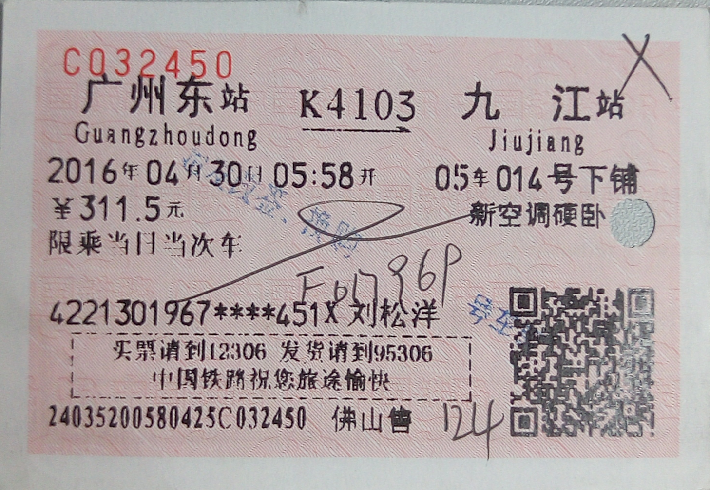 C032450
广州东站 K4103 九江站
Guangzhoudong Jiujiang
2016年04月30日05:58开 05车014号下铺
￥311.5元 新空调硬卧
限乘当日当次车
4221301967****451X 刘松洋
买票请到12306 发货请到95306
中国铁路祝您旅途愉快
24035200580425C032450 佛山售 124